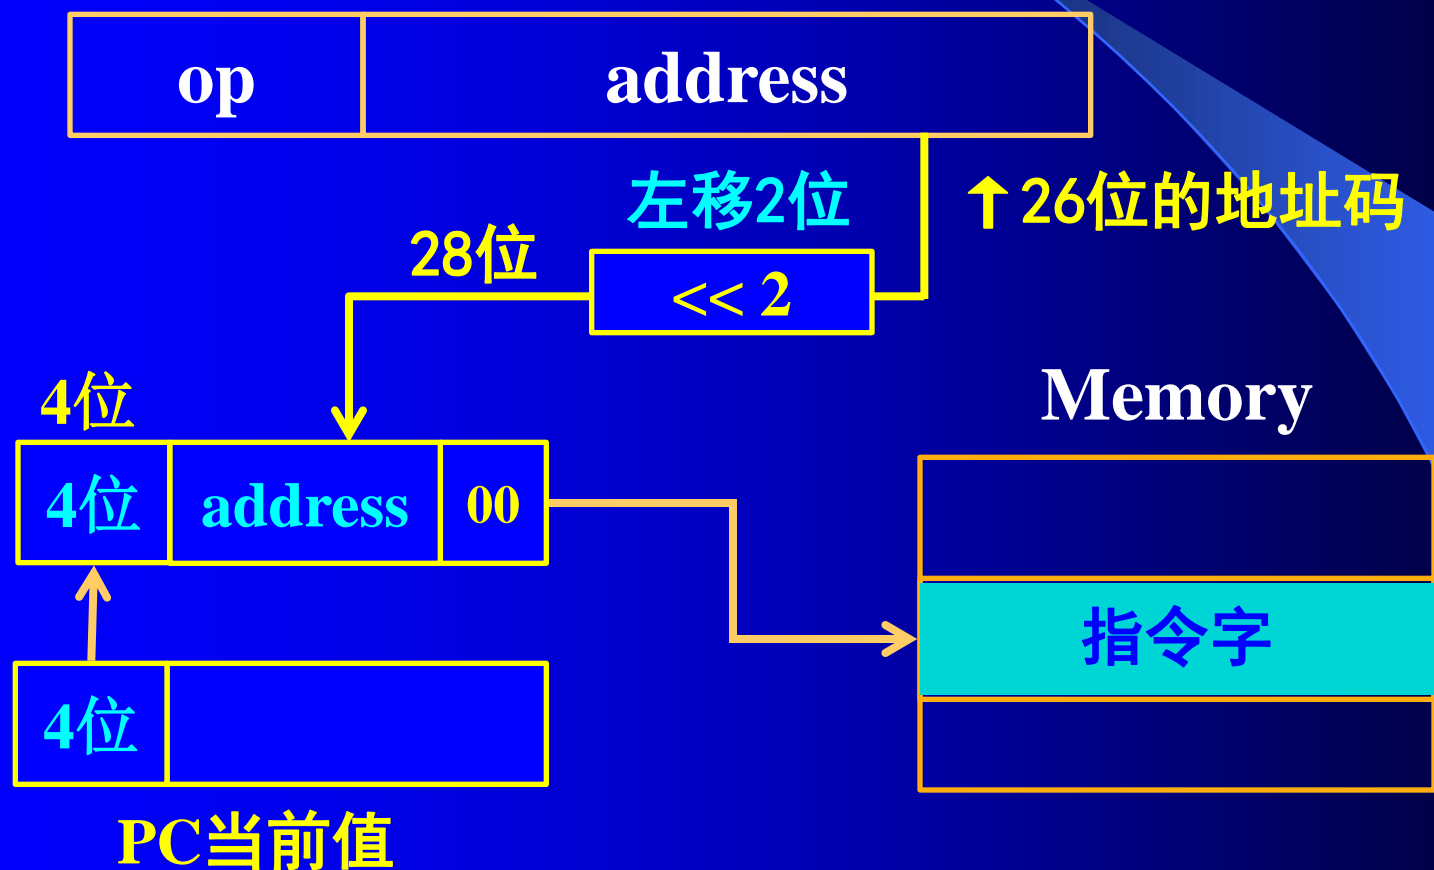 op
address
左移2位
↑26位的地址码
28位
<< 2
4位
Memory
4位
address
00
指令字
4位
PC当前值